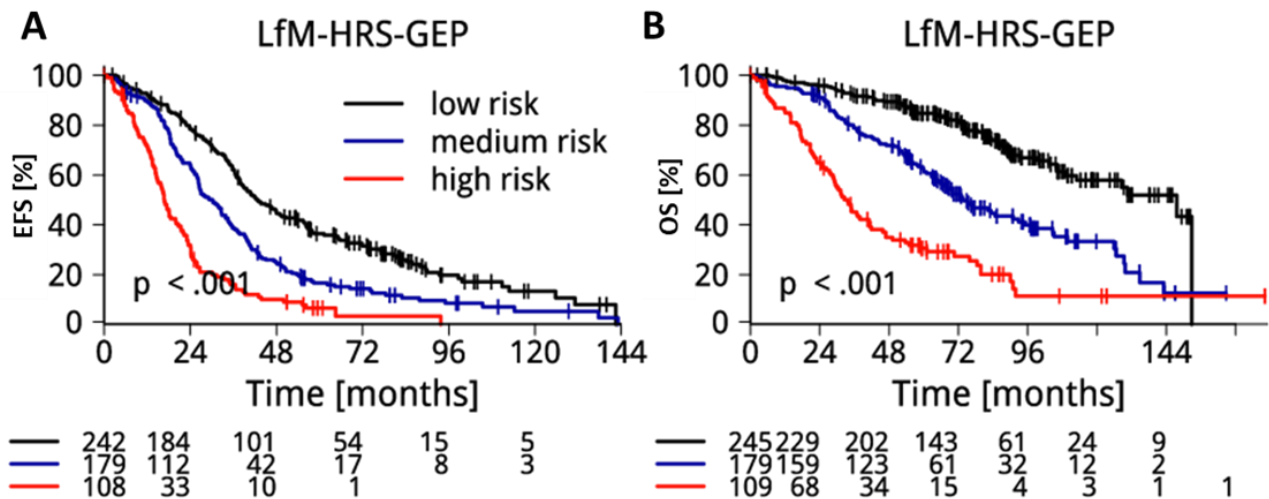 A
LfM-HRS-GEP
EFS [%]
100
80
60
40
20
0
low risk
medium risk
high risk
p < .001
0 24 48 72 96 120 144
Time [months]
242 184 101 54 15 5
179 112 42 17 8 3
108 33 10 1
B
LfM-HRS-GEP
OS [%]
100
80
60
40
20
0
p < .001
0 24 48 72 96 144
Time [months]
245 229 202 143 61 24 9
179 159 123 61 32 12 2
109 68 34 15 4 3 1 1